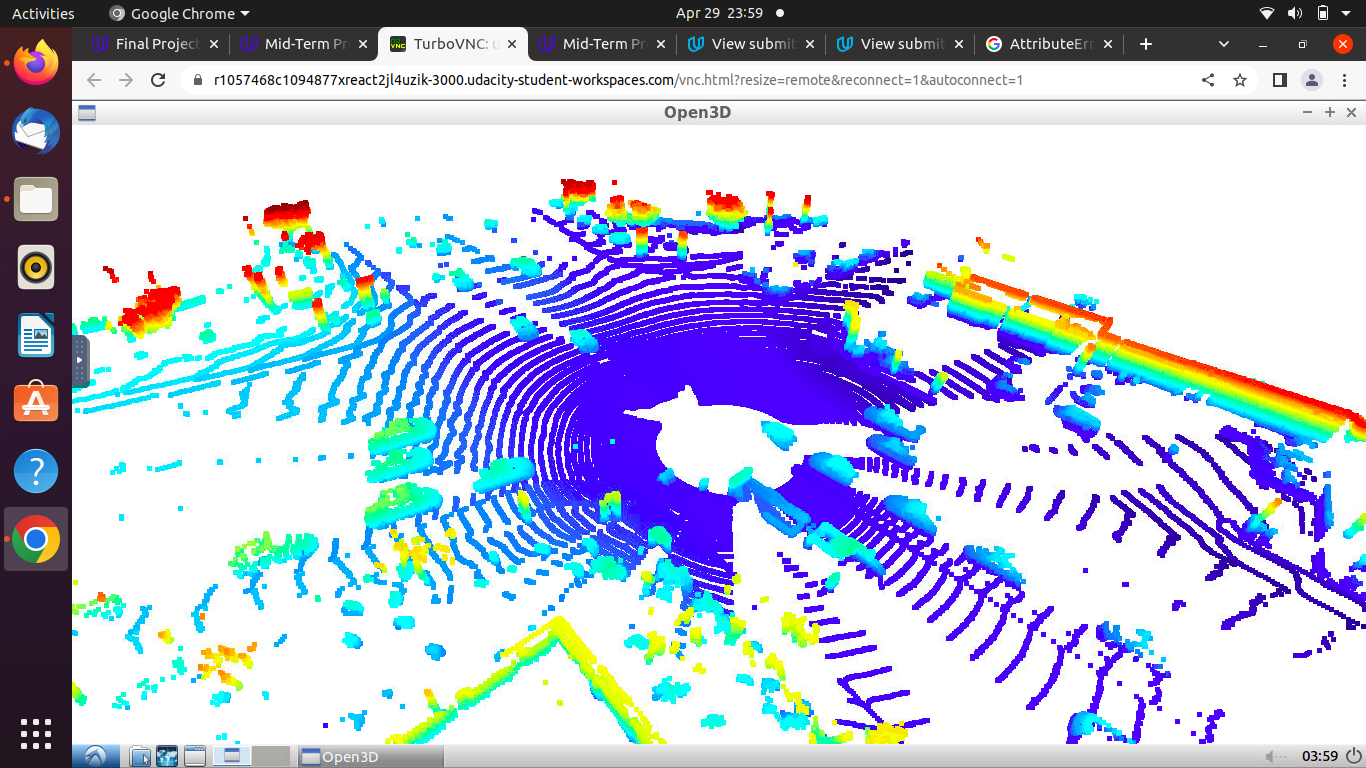 Activities
Google Chrome
Apr 29 23:59
Final Project
Mid-Term Pr
VNC
TurboVNC: u
Mid-Term Pr
View submit
View submit
AttributeErr
r1057468c1094877xreact2jl4uzik-3000.udacity-student-workspaces.com/vnc.html?resize=remote&reconnect=1&autoconnect=1
Open3D
Open3D
03:59